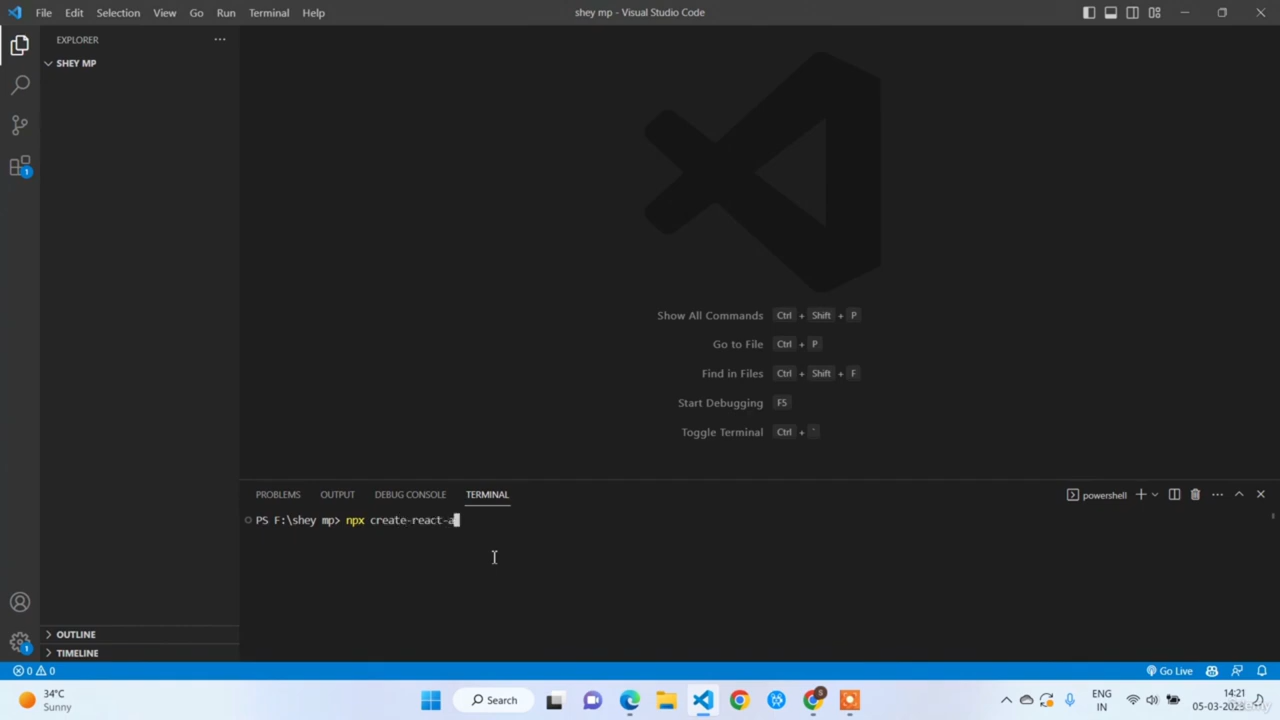 File Edit Selection View Go Run Terminal Help
shey mp - Visual Studio Code
EXPLORER
SHEY MP
1
Show All Commands Ctrl + Shift + P
Go to File Ctrl + P
Find in Files Ctrl + Shift + F
Start Debugging F5
Toggle Terminal Ctrl + `
PROBLEMS OUTPUT DEBUG CONSOLE TERMINAL
powershell
PS F:\shey mp> npx create-react-a
OUTLINE
1
TIMELINE
0 0
Go Live
34°C
Sunny
Search
S
ENG
IN
14:21
05-03-2023